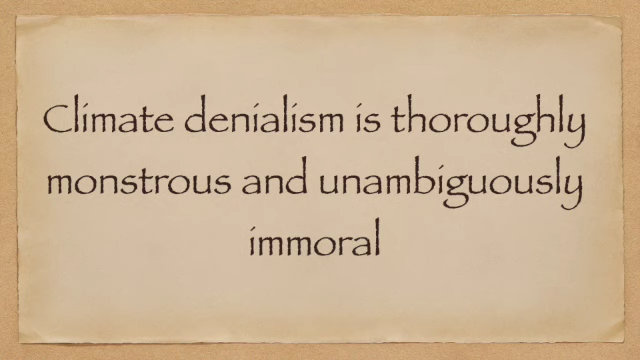 Climate denialism is thoroughly
monstrous and unambiguously
immoral